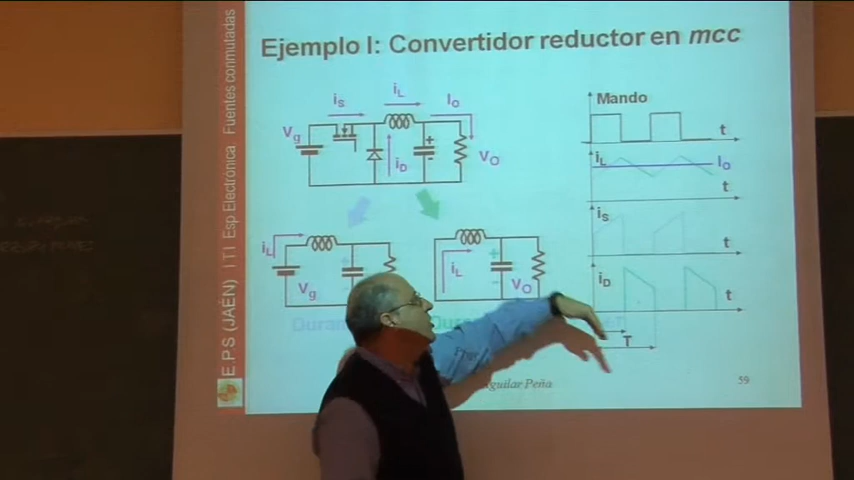 Ejemplo I: Convertidor reductor en mcc
E.P.S (JAÉN) ITI Esp Electrónica Fuentes conmutadas
iS
iL
IO
Vg
iD
+
-
VO
iL
Vg
+
-
iL
+
-
VO
Mando
t
iL
IO
t
iS
t
iD
t
T
Aguilar Peña
59